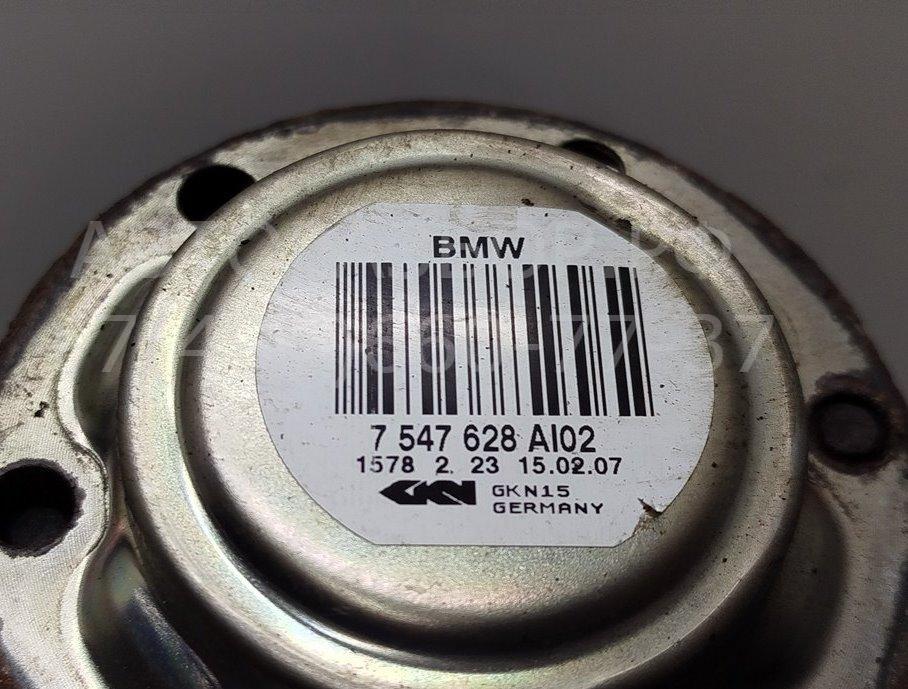 BMW
7 547 628 AI02
1578 2. 23 15.02.07
GKN GKN15
GERMANY